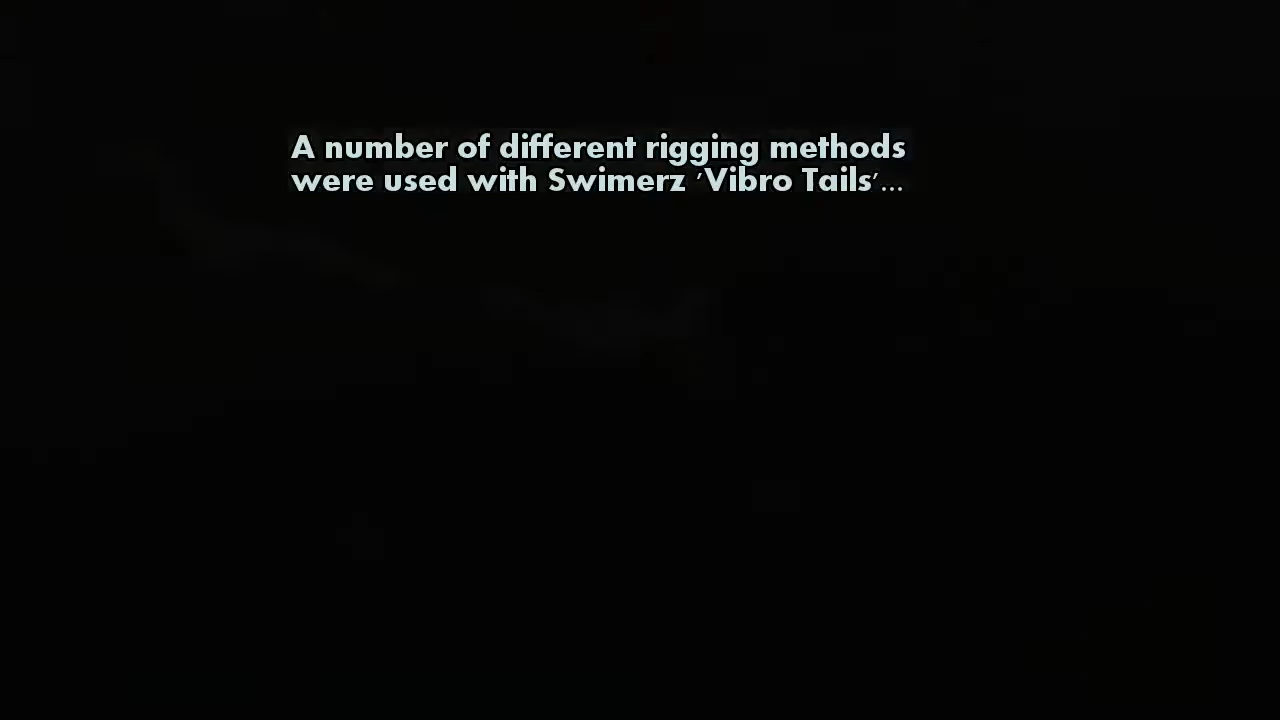 A number of different rigging methods
were used with Swimerz 'Vibro Tails'...